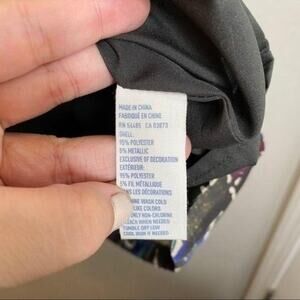 MADE IN CHINA
FABRIQUÉ EN CHINE
RN 54485 CA 03873
SHELL:
95% POLYESTER
5% METALLIC
EXCLUSIVE OF DECORATION
EXTÉRIEUR:
95% POLYESTER
5% FIL MÉTALLIQUE
SANS LES DÉCORATIONS
WASH COLD
LIKE COLORS
ONLY NON-CHLORINE
BLEACH WHEN NEEDED
TUMBLE DRY LOW
COOL IRON IF NEEDED